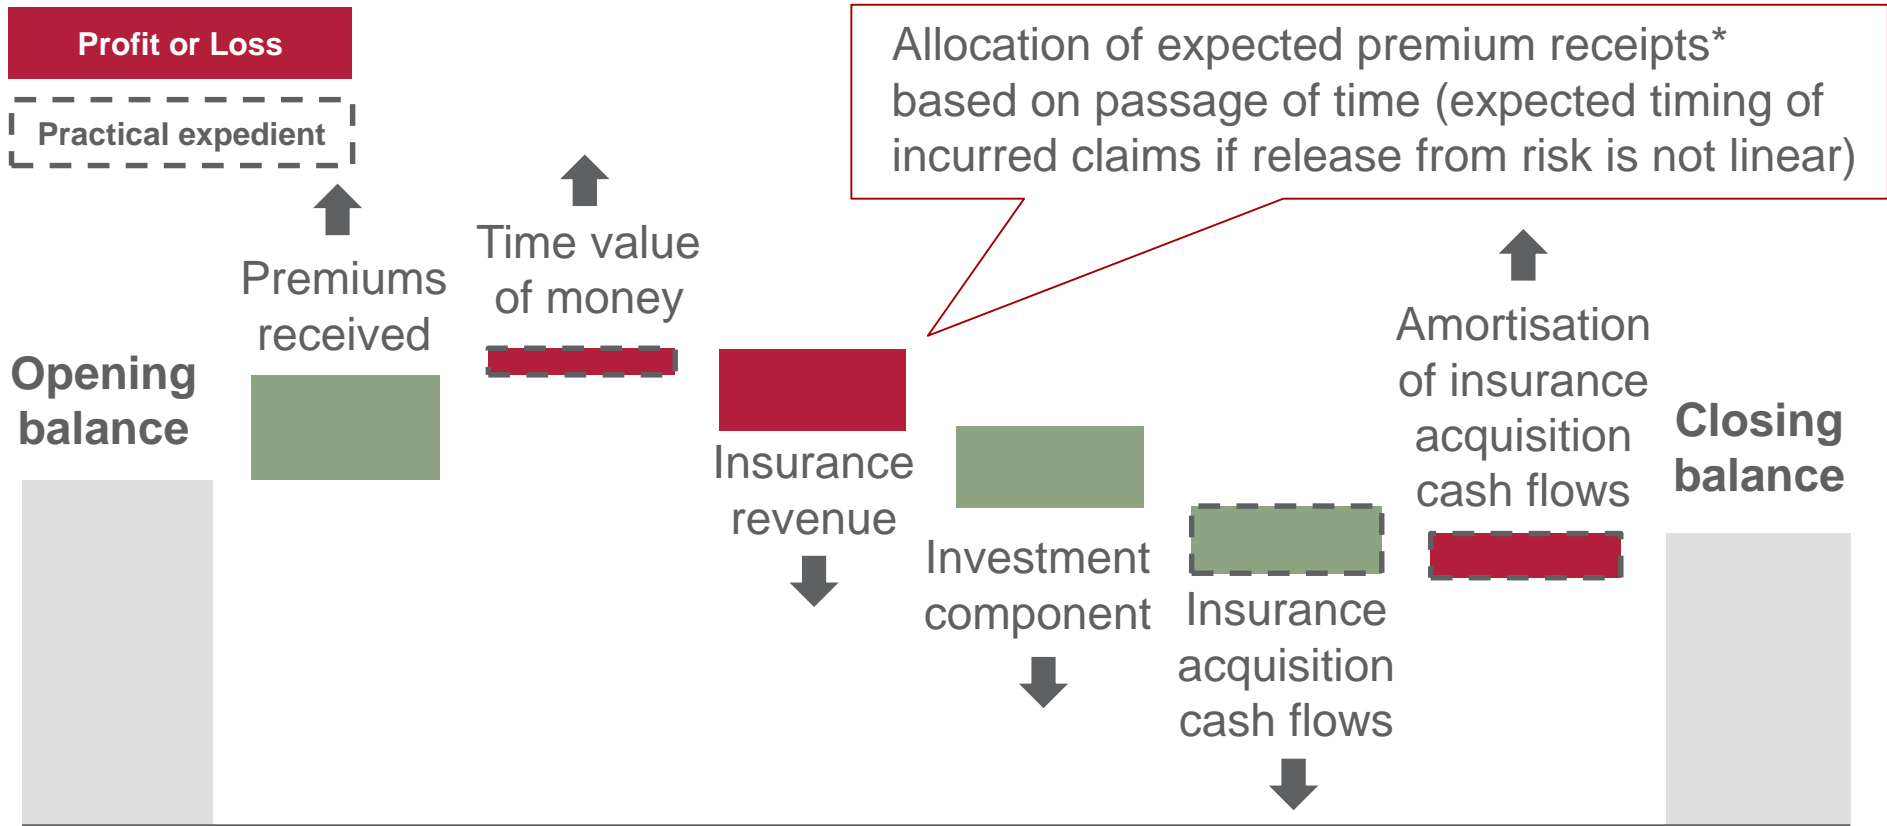 Profit or Loss
Practical expedient
Allocation of expected premium receipts*
based on passage of time (expected timing of
incurred claims if release from risk is not linear)
Opening
balance
Premiums
received
Time value
of money
Insurance
revenue
Investment
component
Insurance
acquisition
cash flows
Amortisation
of insurance
acquisition
cash flows
Closing
balance